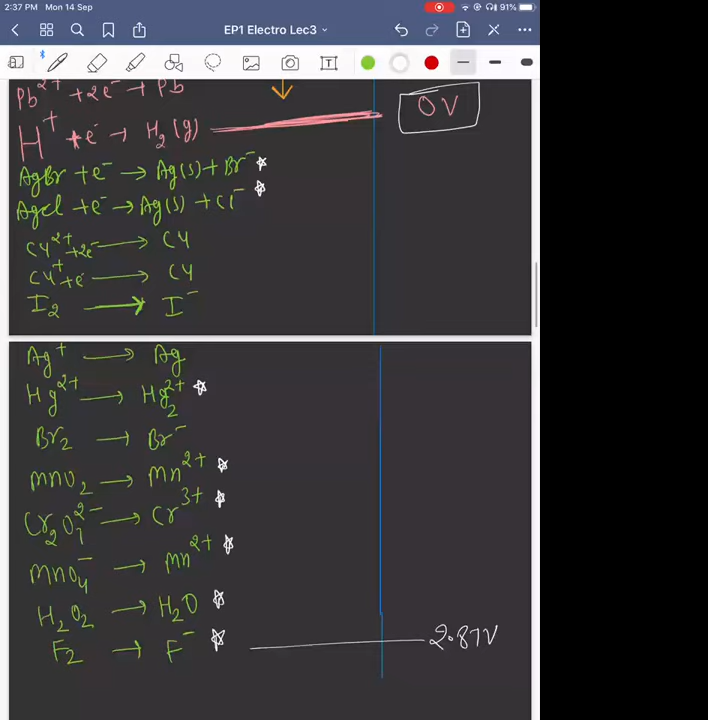 2:37 PM Mon 14 Sep
91%
EP1 Electro Lec3
Pb²⁺ +2e⁻ → Pb
H⁺ +e⁻ → H₂(g)
0 V
AgBr +e⁻ → Ag(s) + Br⁻
AgCl +e⁻ → Ag(s) + Cl⁻
Cu²⁺ +2e⁻ → Cu
Cu⁺ +e⁻ → Cu
I₂ → I⁻
Ag⁺ → Ag
Hg²⁺ → Hg₂²⁺
Br₂ → Br⁻
MnO₂ → Mn²⁺
Cr₂O₇²⁻ → Cr³⁺
MnO₄⁻ → Mn²⁺
H₂O₂ → H₂O
F₂ → F⁻
2.87V